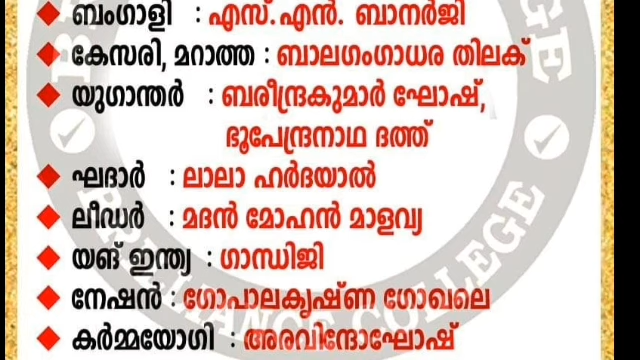 ബംഗാളി : എസ്.എൻ. ബാനർജി
കേസരി, മറാത്ത : ബാലഗംഗാധര തിലക്
യുഗാന്തർ : ബരീന്ദ്രകുമാർ ഘോഷ്,
ഭൂപേന്ദ്രനാഥ ദത്ത്
ഘദാർ : ലാലാ ഹർദയാൽ
ലീഡർ : മദൻ മോഹൻ മാളവ്യ
യങ് ഇന്ത്യ : ഗാന്ധിജി
നേഷൻ : ഗോപാലകൃഷ്ണ ഗോഖലെ
കർമ്മയോഗി : അരവിന്ദോഘോഷ്